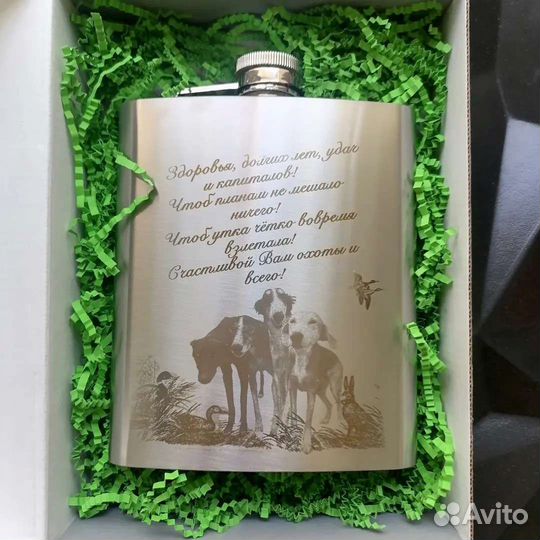 Здоровья, долгих лет, удач
и капиталов!
Чтоб планам не мешало
ничего!
Чтоб утка чётко вовремя
взлетала!
Счастливой Вам охоты и
всего!
Avito